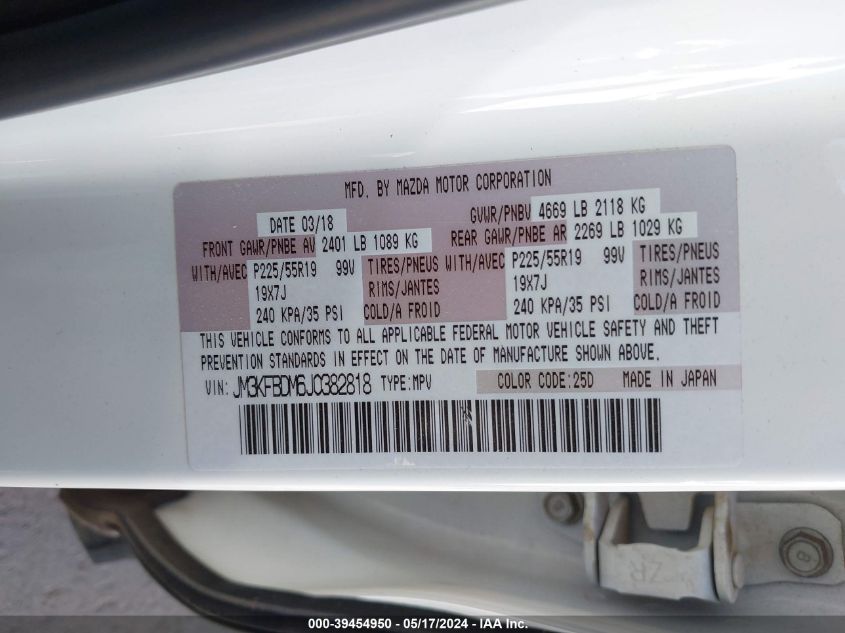 MFD. BY MAZDA MOTOR CORPORATION
DATE 03/18 GVWR/PNBV 4669 LB 2118 KG
FRONT GAWR/PNBE AV 2401 LB 1089 KG REAR GAWR/PNBE AR 2269 LB 1029 KG
WITH/AVEC P225/55R19 99V TIRES/PNEUS WITH/AVEC P225/55R19 99V TIRES/PNEUS
19X7J RIMS/JANTES 19X7J RIMS/JANTES
240 KPA/35 PSI COLD/A FROID 240 KPA/35 PSI COLD/A FROID
THIS VEHICLE CONFORMS TO ALL APPLICABLE FEDERAL MOTOR VEHICLE SAFETY AND THEFT
PREVENTION STANDARDS IN EFFECT ON THE DATE OF MANUFACTURE SHOWN ABOVE.
VIN: JM3KFBDM6J0382818 TYPE: MPV COLOR CODE: 25D MADE IN JAPAN
8
ZP
000-39454950 - 05/17/2024 - IAA Inc.